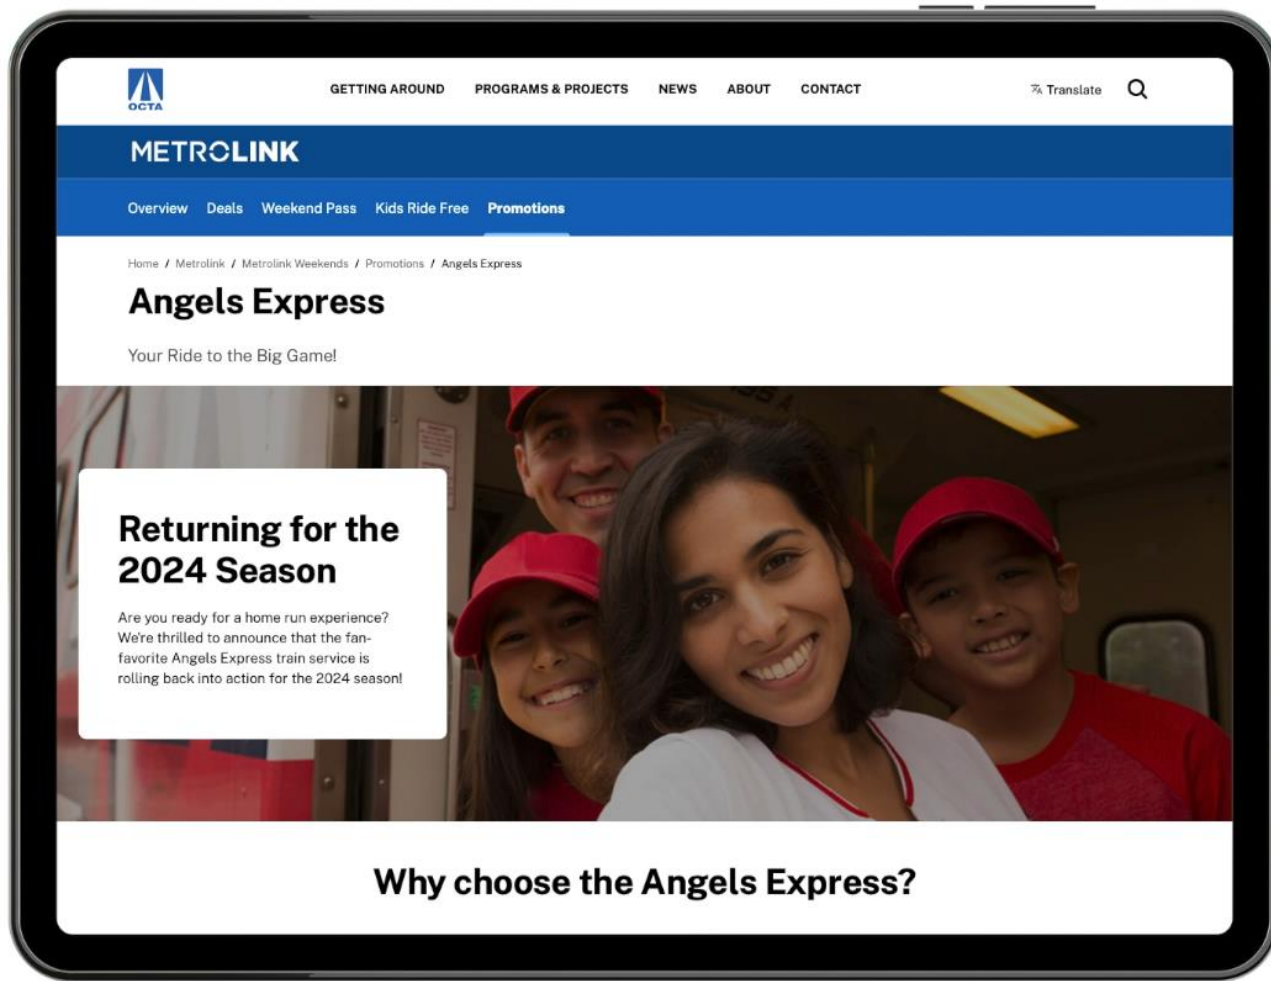 OCTA
GETTING AROUND PROGRAMS & PROJECTS NEWS ABOUT CONTACT Translate
METROLINK
Overview Deals Weekend Pass Kids Ride Free Promotions
Home / Metrolink / Metrolink Weekends / Promotions / Angels Express
Angels Express
Your Ride to the Big Game!
Returning for the
2024 Season
Are you ready for a home run experience?
We're thrilled to announce that the fan-
favorite Angels Express train service is
rolling back into action for the 2024 season!
Why choose the Angels Express?